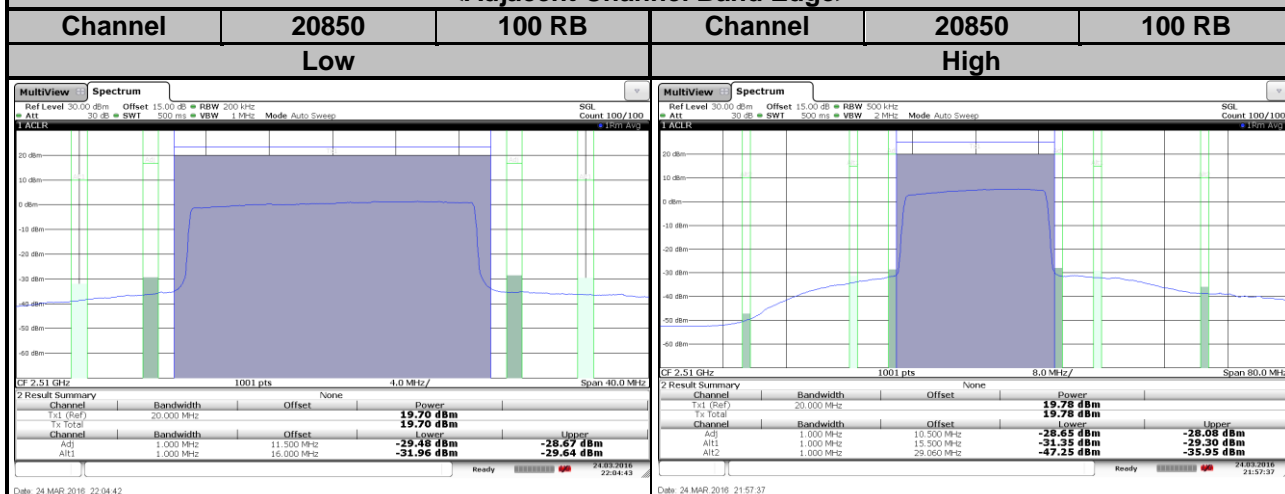 <Adjacent Channel Band Edge>
Channel 20850 100 RB Channel 20850 100 RB
Low High
MultiView Spectrum
Ref Level 30.00 dBm Offset 15.00 dB RBW 200 kHz SGL
Att 30 dB SWT 500 ms VBW 1 MHz Mode Auto Sweep Count 100/100
1 ACLR 1Rm Avg
20 dBm
10 dBm
0 dBm
-10 dBm
-20 dBm
-30 dBm
-40 dBm
-50 dBm
-60 dBm
CF 2.51 GHz 1001 pts 4.0 MHz/ Span 40.0 MHz
2 Result Summary None
Channel Bandwidth Offset Power
Tx1 (Ref) 20.000 MHz 19.70 dBm
Tx Total 19.70 dBm
Channel Bandwidth Offset Lower Upper
Adj 1.000 MHz 11.500 MHz -29.48 dBm -28.67 dBm
Alt1 1.000 MHz 16.000 MHz -31.96 dBm -29.64 dBm
Ready 24.03.2016
22:04:43
Date: 24.MAR.2016 22:04:42
MultiView Spectrum
Ref Level 30.00 dBm Offset 15.00 dB RBW 500 kHz SGL
Att 30 dB SWT 500 ms VBW 2 MHz Mode Auto Sweep Count 100/100
1 ACLR 1Rm Avg
20 dBm
10 dBm
0 dBm
-10 dBm
-20 dBm
-30 dBm
-40 dBm
-50 dBm
-60 dBm
CF 2.51 GHz 1001 pts 8.0 MHz/ Span 80.0 MHz
2 Result Summary None
Channel Bandwidth Offset Power
Tx1 (Ref) 20.000 MHz 19.78 dBm
Tx Total 19.78 dBm
Channel Bandwidth Offset Lower Upper
Adj 1.000 MHz 10.500 MHz -28.65 dBm -28.08 dBm
Alt1 1.000 MHz 15.500 MHz -31.35 dBm -29.30 dBm
Alt2 1.000 MHz 29.060 MHz -47.25 dBm -35.95 dBm
Ready 24.03.2016
21:57:37
Date: 24.MAR.2016 21:57:37